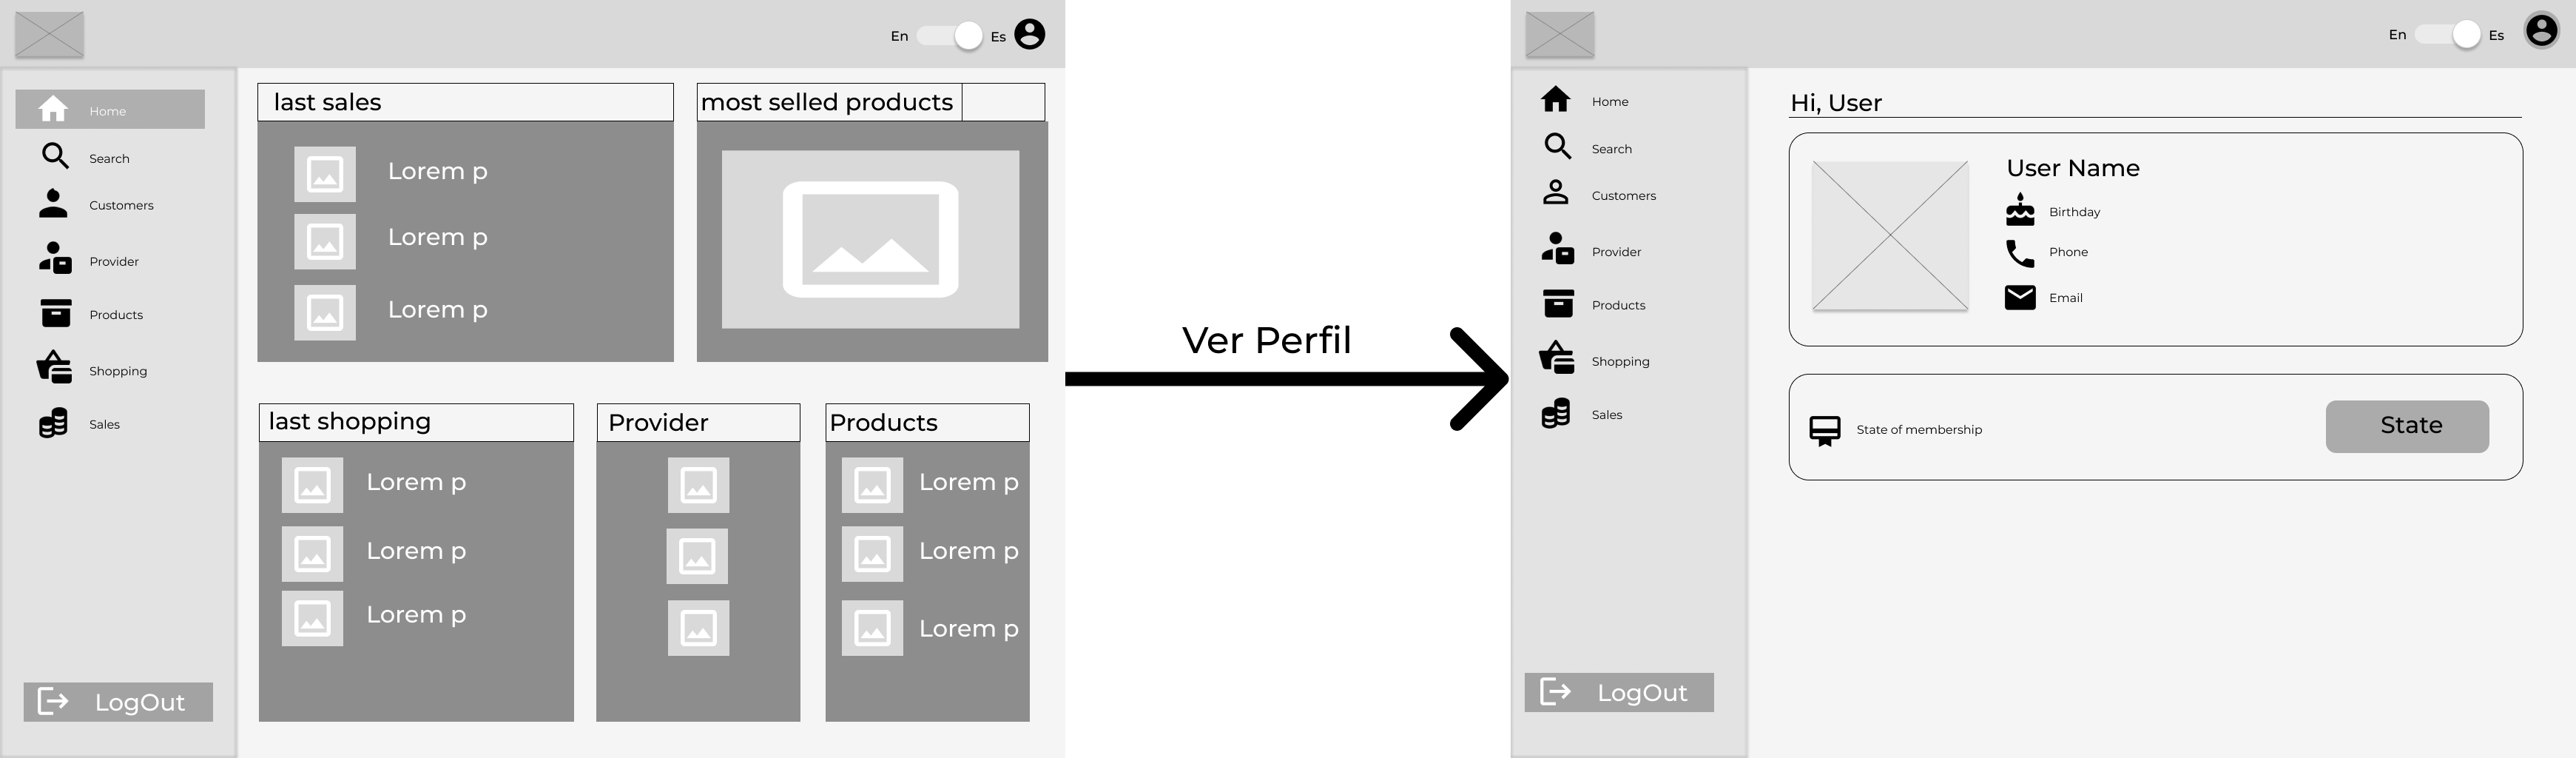 En Es
Home
Search
Customers
Provider
Products
Shopping
Sales
LogOut
last sales
Lorem p
Lorem p
Lorem p
most selled products
last shopping
Lorem p
Lorem p
Lorem p
Provider
Products
Lorem p
Lorem p
Lorem p
Ver Perfil
En Es
Home
Search
Customers
Provider
Products
Shopping
Sales
LogOut
Hi, User
User Name
Birthday
Phone
Email
State of membership
State